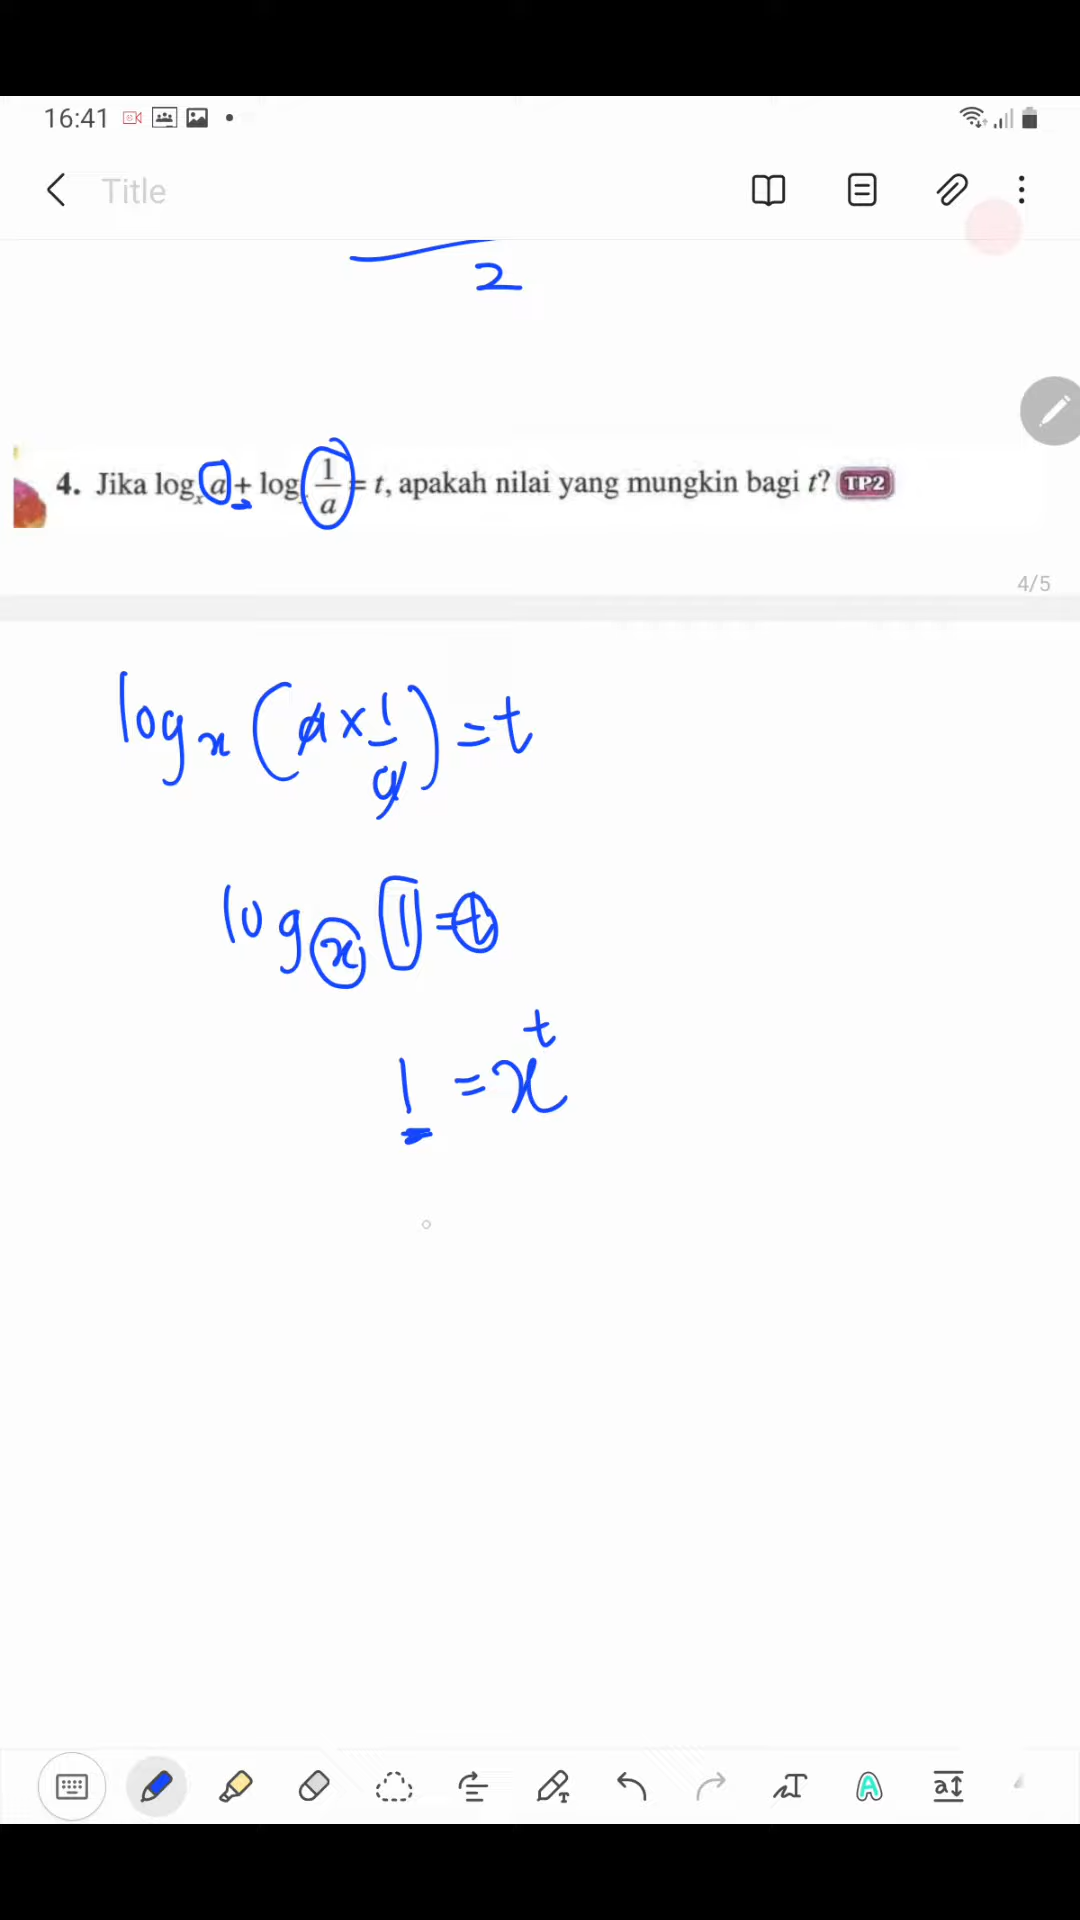 16:41
Title
2
4. Jika logₓ a + logₓ 1/a = t, apakah nilai yang mungkin bagi t? TP2
4/5
logₓ (a × 1/a) = t
logₓ 1 = t
1 = xᵗ